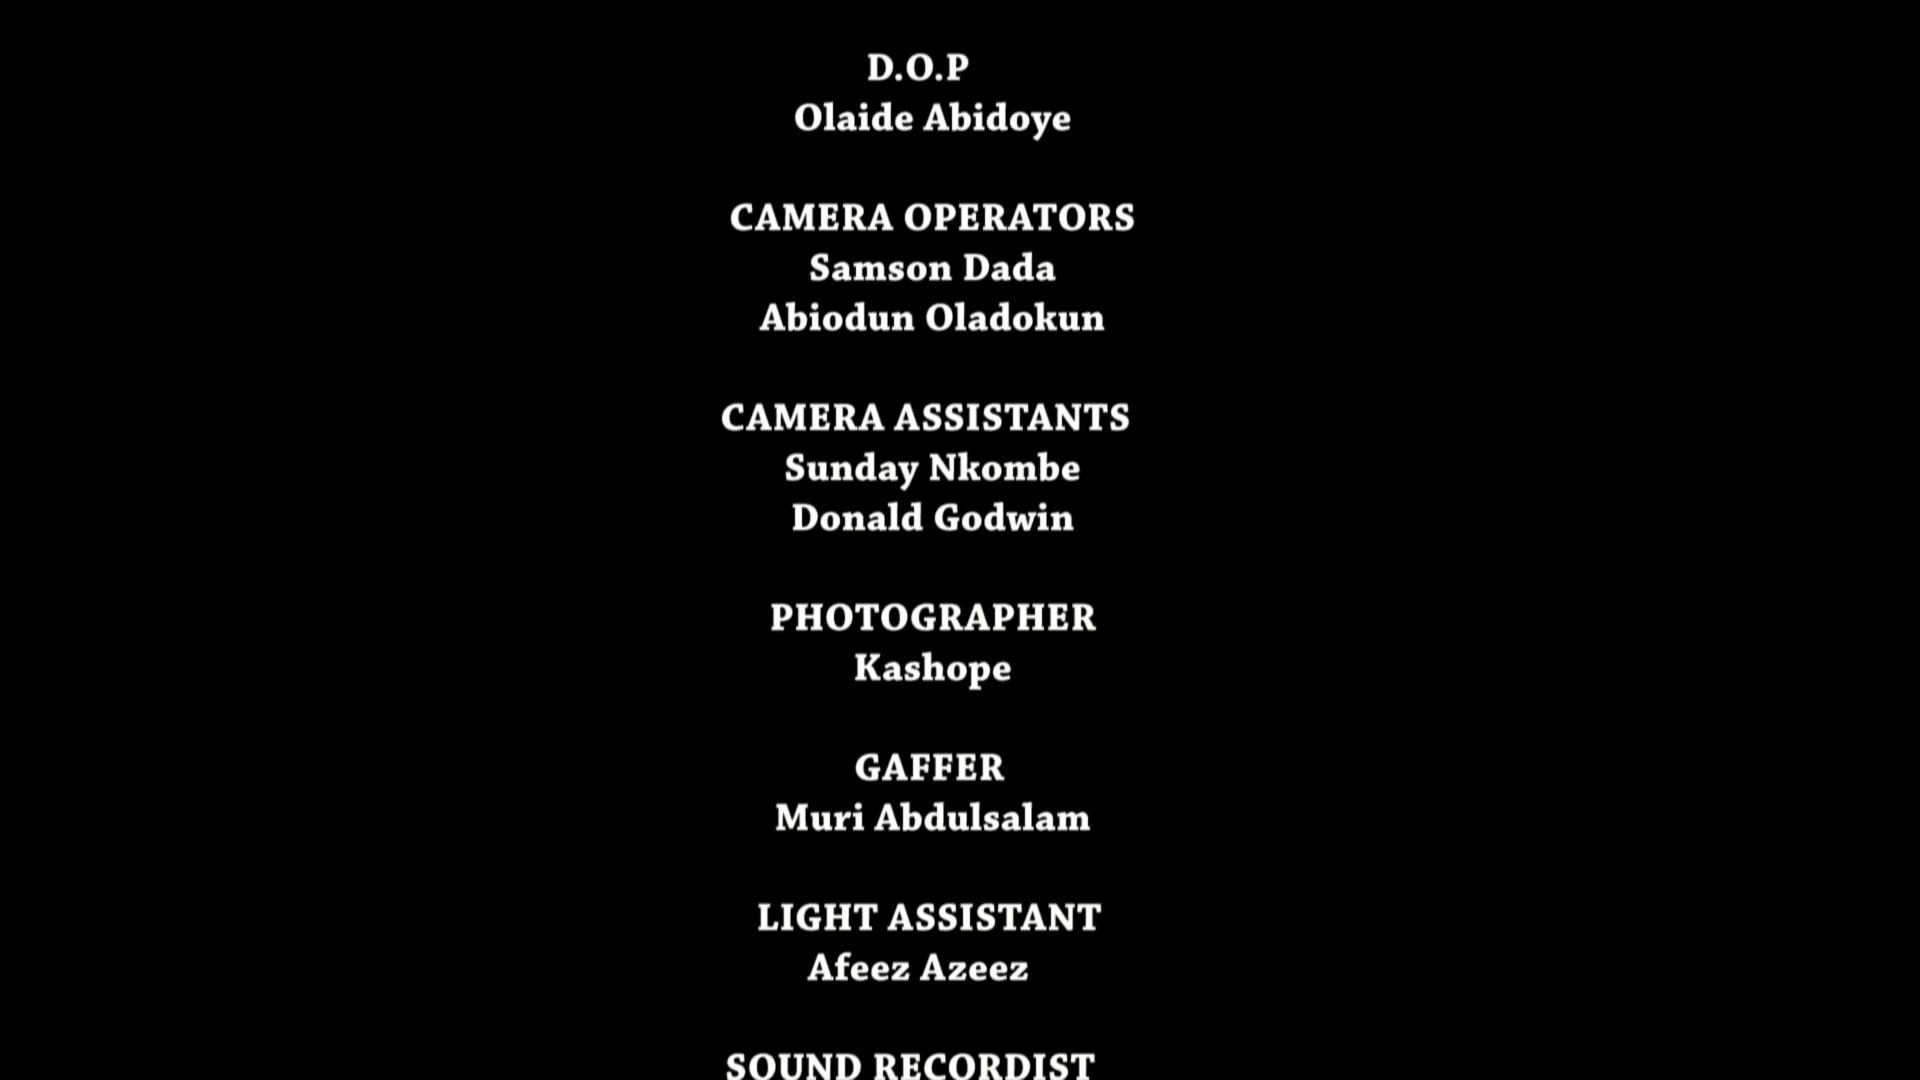 D.O.P
Olaide Abidoye
CAMERA OPERATORS
Samson Dada
Abiodun Oladokun
CAMERA ASSISTANTS
Sunday Nkombe
Donald Godwin
PHOTOGRAPHER
Kashope
GAFFER
Muri Abdulsalam
LIGHT ASSISTANT
Afeez Azeez
SOUND RECORDIST